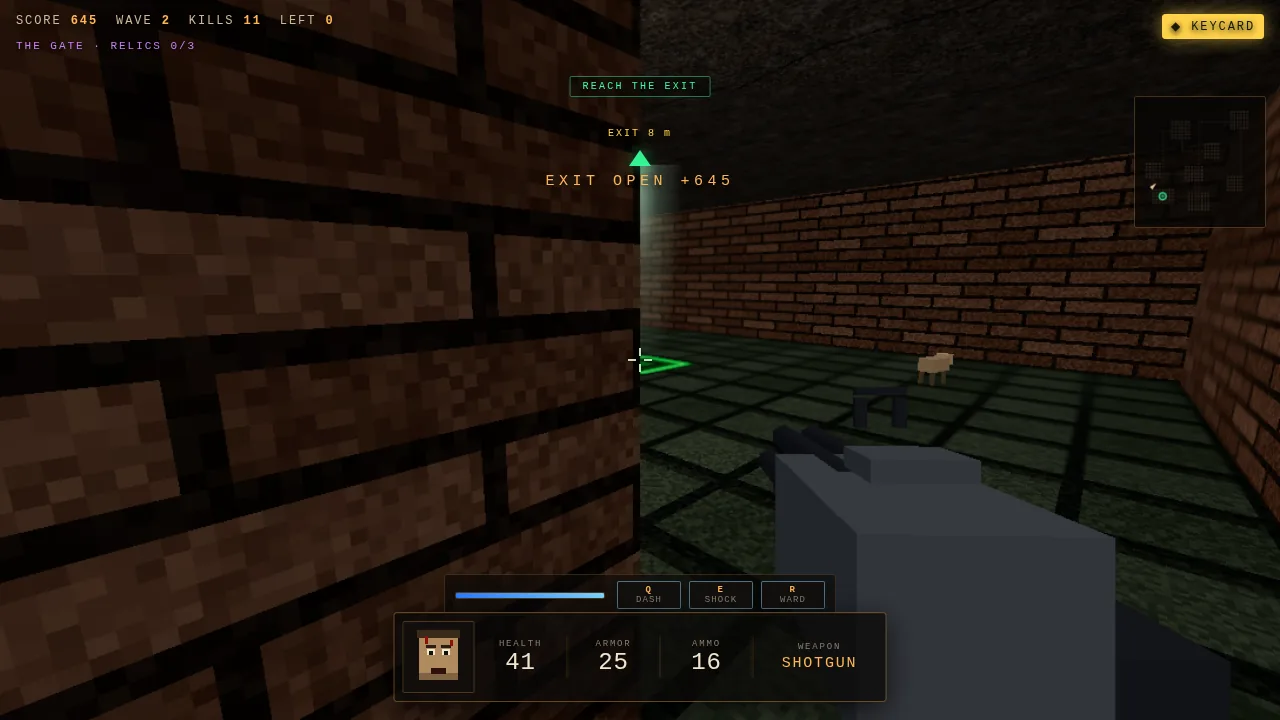 SCORE 645 WAVE 2 KILLS 11 LEFT 0
◆ KEYCARD
THE GATE · RELICS 0/3
REACH THE EXIT
EXIT 8 m
EXIT OPEN +645
Q E R
DASH SHOCK WARD
HEALTH ARMOR AMMO WEAPON
41 25 16 SHOTGUN